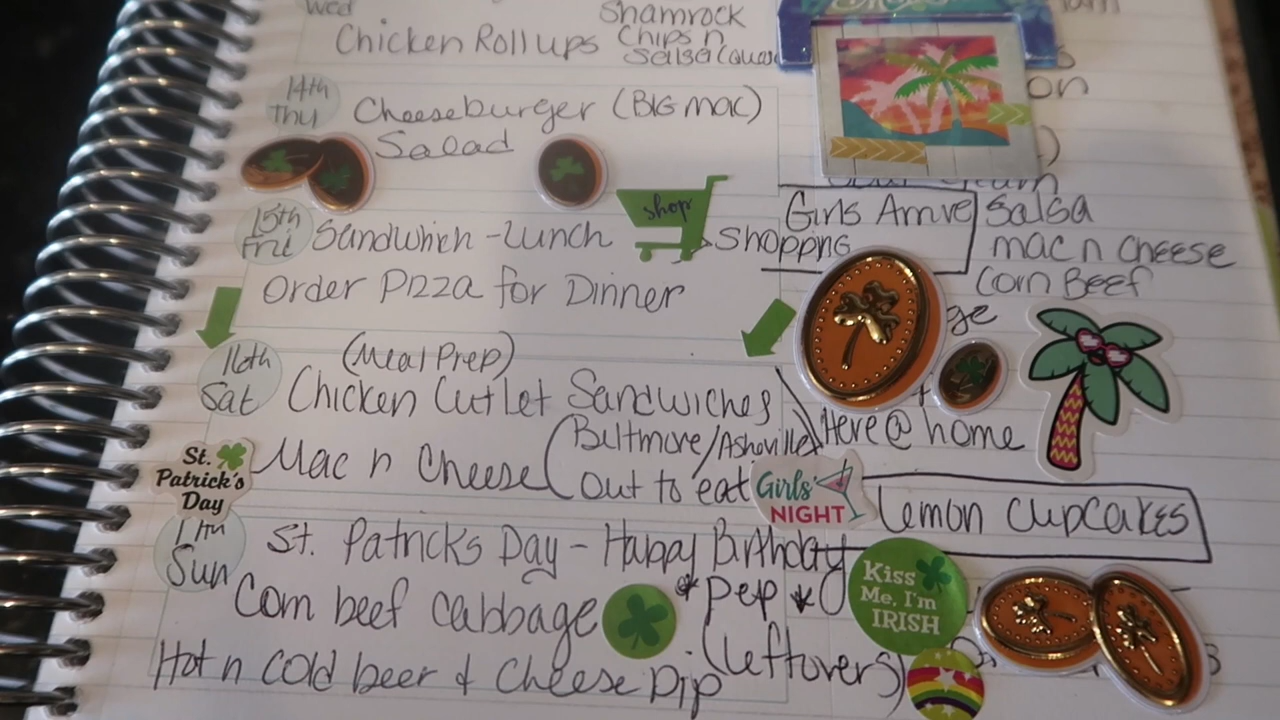 Wed
Shamrock
Chicken Roll ups Chips n
Salsa
14th
Thu
Cheeseburger (BIG mac)
Salad
on
shop
15th
Fri
Sandwhich - Lunch
Shopping
Girls Arrive
Salsa
mac n cheese
Corn Beef
Order Pizza for Dinner
(Meal Prep)
16th
Sat
Chicken Cutlet Sandwiches
Here @ home
Mac n Cheese (Biltmore/Asheville)
Out to eat
Girls' NIGHT
Lemon Cupcakes
St.
Patrick's
Day
17th
Sun
St. Patricks Day - Happy Birthday
*Pep*
Corn beef cabbage
Kiss
Me, I'm
IRISH
Hot n cold beer & cheese Dip (leftovers)